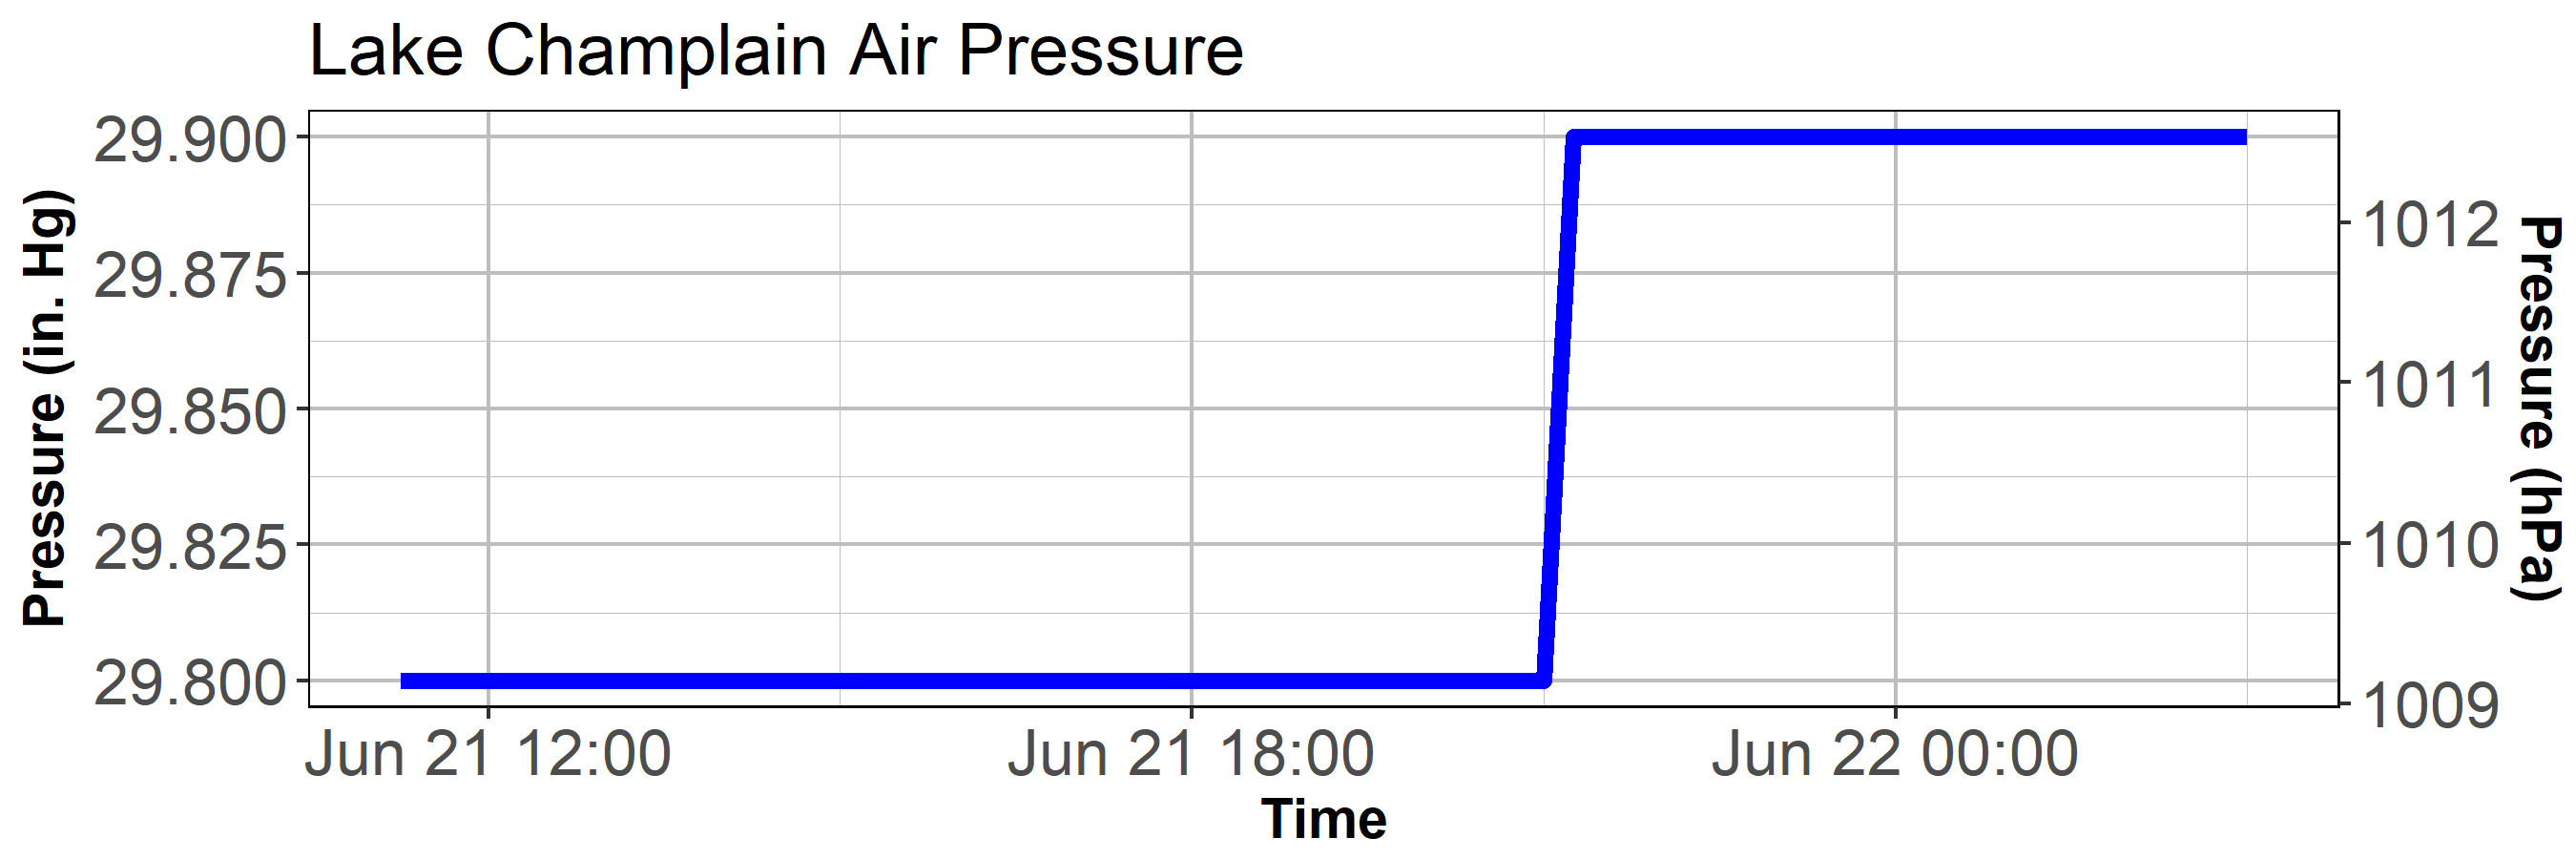 Lake Champlain Air Pressure
Pressure (in. Hg)
29.900
29.875
29.850
29.825
29.800
1012
1011
1010
1009
Pressure (hPa)
Jun 21 12:00
Jun 21 18:00
Jun 22 00:00
Time